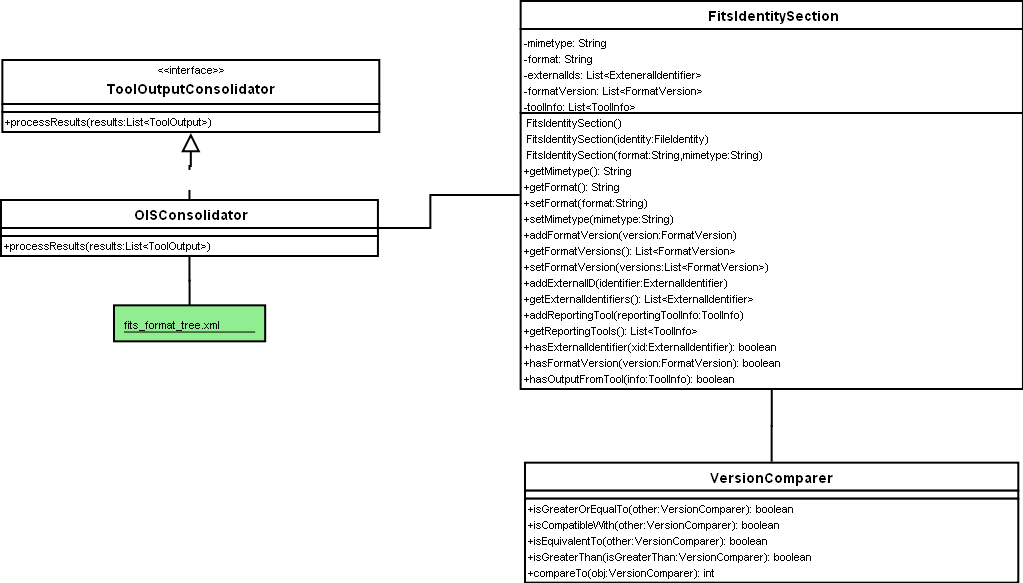 <<interface>>
ToolOutputConsolidator
+processResults(results:List<ToolOutput>)
OISConsolidator
+processResults(results:List<ToolOutput>)
fits_format_tree.xml
FitsIdentitySection
-mimetype: String
-format: String
-externalIds: List<ExteneralIdentifier>
-formatVersion: List<FormatVersion>
-toolInfo: List<ToolInfo>
FitsIdentitySection()
FitsIdentitySection(identity:FileIdentity)
FitsIdentitySection(format:String,mimetype:String)
+getMimetype(): String
+getFormat(): String
+setFormat(format:String)
+setMimetype(mimetype:String)
+addFormatVersion(version:FormatVersion)
+getFormatVersions(): List<FormatVersion>
+setFormatVersion(versions:List<FormatVersion>)
+addExternalID(identifier:ExternalIdentifier)
+getExternalIdentifiers(): List<ExternalIdentifier>
+addReportingTool(reportingToolInfo:ToolInfo)
+getReportingTools(): List<ToolInfo>
+hasExternalIdentifier(xid:ExternalIdentifier): boolean
+hasFormatVersion(version:FormatVersion): boolean
+hasOutputFromTool(info:ToolInfo): boolean
VersionComparer
+isGreaterOrEqualTo(other:VersionComparer): boolean
+isCompatibleWith(other:VersionComparer): boolean
+isEquivalentTo(other:VersionComparer): boolean
+isGreaterThan(isGreaterThan:VersionComparer): boolean
+compareTo(obj:VersionComparer): int